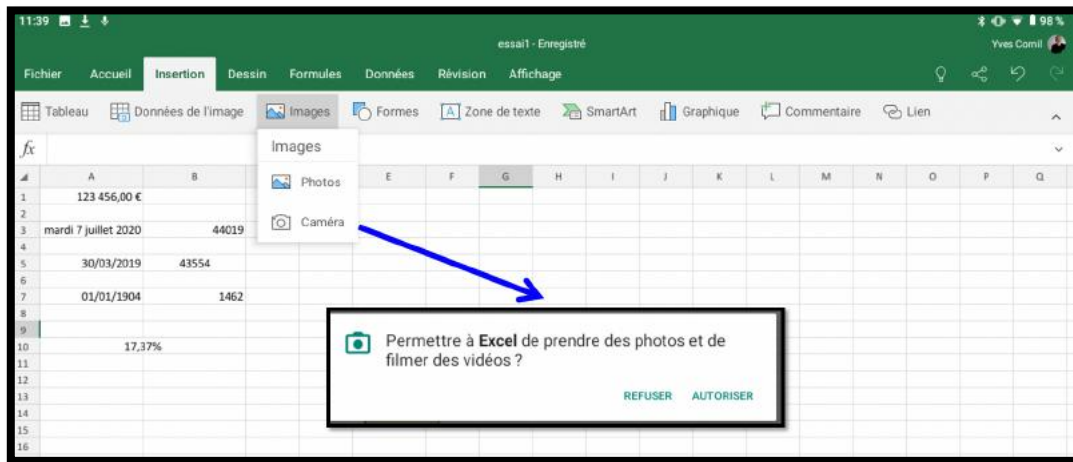 11:39 98 %
essai1 - Enregistré
Yves Cornil
Fichier Accueil Insertion Dessin Formules Données Révision Affichage
Tableau Données de l'image Images Formes Zone de texte SmartArt Graphique Commentaire Lien
fx
Images
Photos
Caméra
A B E F G H I J K L M N O P Q
1 123 456,00 €
2
3 mardi 7 juillet 2020 44019
4
5 30/03/2019 43554
6
7 01/01/1904 1462
8
9
10 17,37%
11
12
13
14
15
16
Permettre à Excel de prendre des photos et de
filmer des vidéos ?
REFUSER AUTORISER